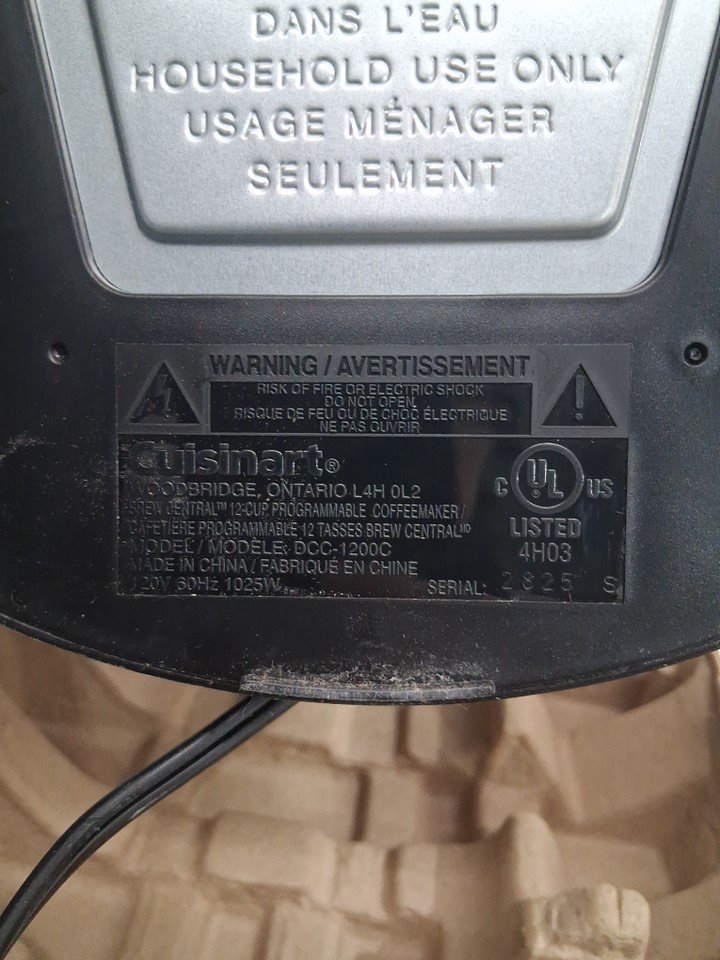 DANS L'EAU
HOUSEHOLD USE ONLY
USAGE MÉNAGER
SEULEMENT
WARNING / AVERTISSEMENT
RISK OF FIRE OR ELECTRIC SHOCK
DO NOT OPEN.
RISQUE DE FEU OU DE CHOC ÉLECTRIQUE
NE PAS OUVRIR
Cuisinart®
WOODBRIDGE, ONTARIO L4H 0L2
BREW CENTRAL™ 12-CUP PROGRAMMABLE COFFEEMAKER /
CAFETIÈRE PROGRAMMABLE 12 TASSES BREW CENTRAL MD
MODEL / MODÈLE: DCC-1200C
MADE IN CHINA / FABRIQUÉ EN CHINE
120V 60Hz 1025W
SERIAL: 2825 S
C UL US
LISTED
4H03